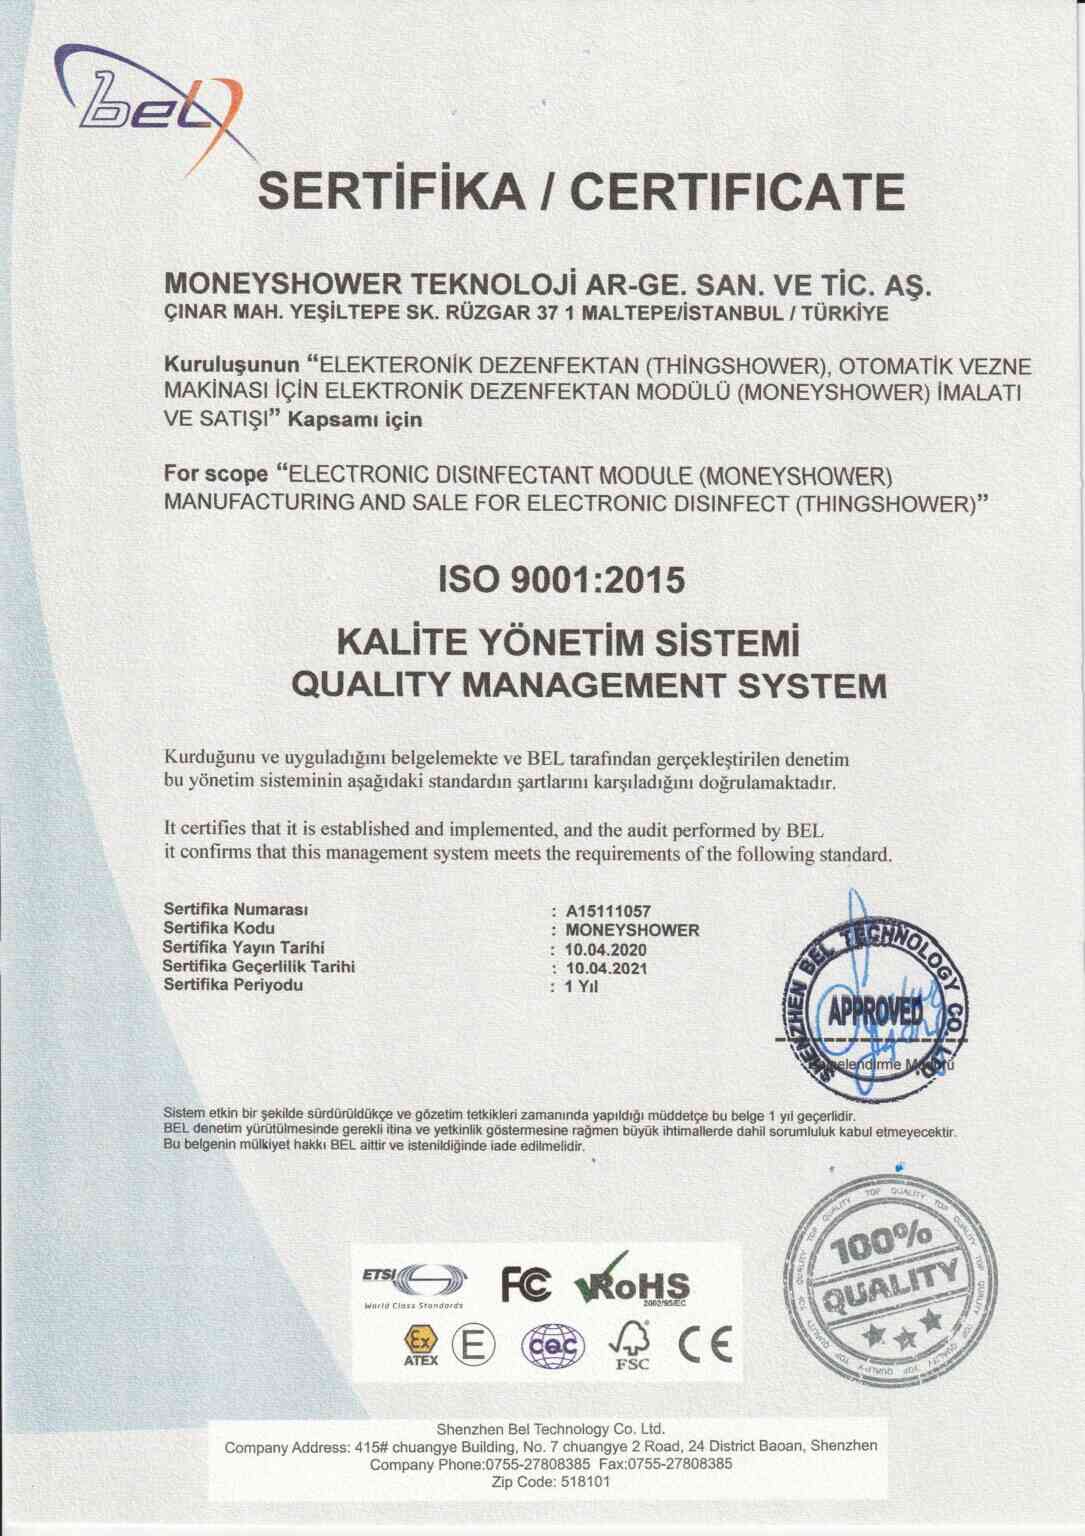 bel
SERTİFİKA / CERTIFICATE
MONEYSHOWER TEKNOLOJİ AR-GE. SAN. VE TİC. AŞ.
ÇINAR MAH. YEŞİLTEPE SK. RÜZGAR 37 1 MALTEPE/İSTANBUL / TÜRKİYE
Kuruluşunun “ELEKTERONİK DEZENFEKTAN (THİNGSHOWER), OTOMATİK VEZNE
MAKİNASI İÇİN ELEKTRONİK DEZENFEKTAN MODÜLÜ (MONEYSHOWER) İMALATI
VE SATIŞI” Kapsamı için
For scope “ELECTRONIC DISINFECTANT MODULE (MONEYSHOWER)
MANUFACTURING AND SALE FOR ELECTRONIC DISINFECT (THINGSHOWER)”
ISO 9001:2015
KALİTE YÖNETİM SİSTEMİ
QUALITY MANAGEMENT SYSTEM
Kurduğunu ve uyguladığını belgelemekte ve BEL tarafından gerçekleştirilen denetim
bu yönetim sisteminin aşağıdaki standardın şartlarını karşıladığını doğrulamaktadır.
It certifies that it is established and implemented, and the audit performed by BEL
it confirms that this management system meets the requirements of the following standard.
Sertifika Numarası : A15111057
Sertifika Kodu : MONEYSHOWER
Sertifika Yayın Tarihi : 10.04.2020
Sertifika Geçerlilik Tarihi : 10.04.2021
Sertifika Periyodu : 1 Yıl
SHENZHEN BEL TECHNOLOGY CO. LTD.
APPROVED
Sistem etkin bir şekilde sürdürüldükçe ve gözetim tetkikleri zamanında yapıldığı müddetçe bu belge 1 yıl geçerlidir.
BEL denetim yürütülmesinde gerekli itina ve yetkinlik göstermesine rağmen büyük ihtimallerde dahil sorumluluk kabul etmeyecektir.
Bu belgenin mülkiyet hakkı BEL aittir ve istenildiğinde iade edilmelidir.
TOP QUALITY TOP QUALITY TOP QUALITY
100%
QUALITY
ETSI
World Class Standards
FC
RoHS
2002/95/EC
Ex
ATEX
E
CQC
FSC
CE
Shenzhen Bel Technology Co. Ltd.
Company Address: 415# chuangye Building, No. 7 chuangye 2 Road, 24 District Baoan, Shenzhen
Company Phone:0755-27808385 Fax:0755-27808385
Zip Code: 518101